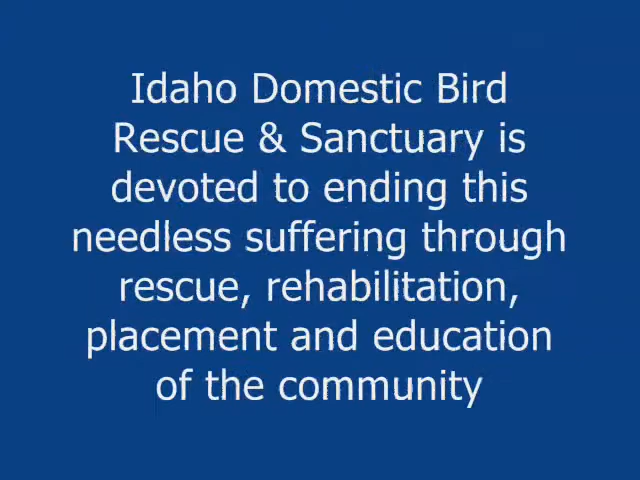 Idaho Domestic Bird
Rescue & Sanctuary is
devoted to ending this
needless suffering through
rescue, rehabilitation,
placement and education
of the community